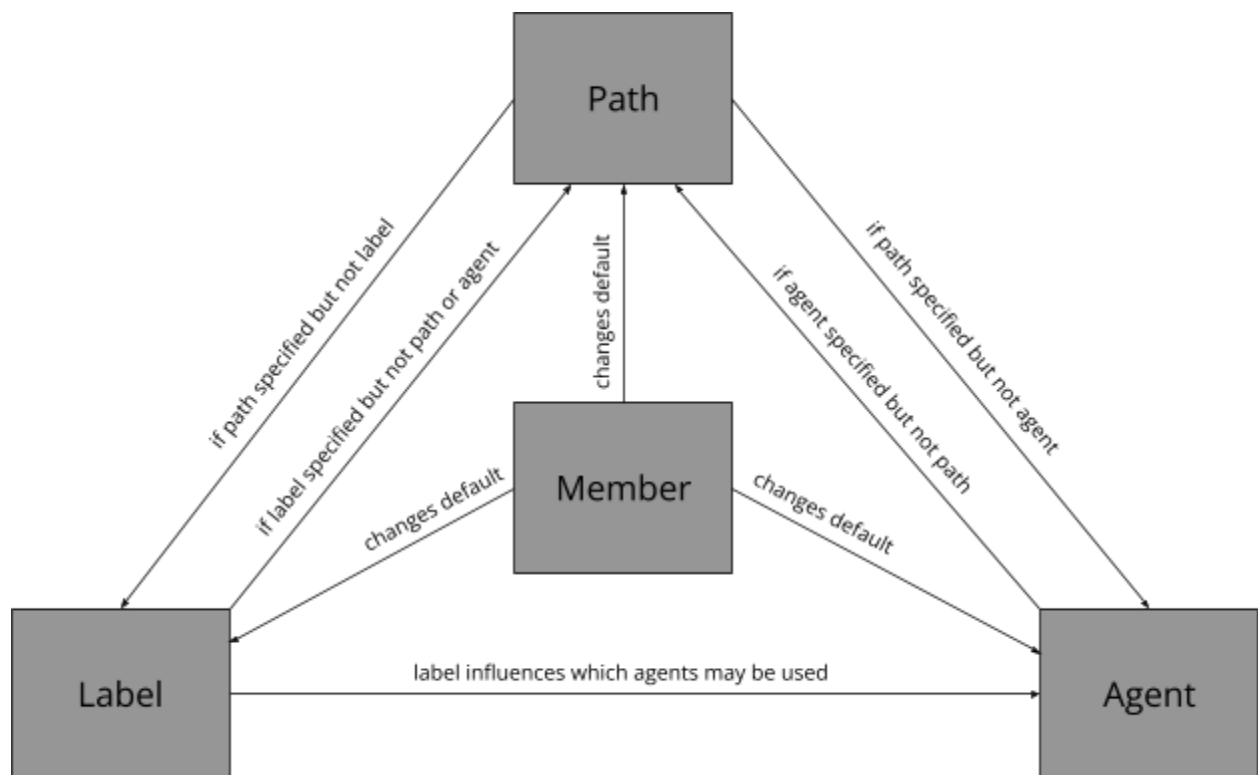 Path
if path specified but not label
if label specified but not path or agent
changes default
if agent specified but not path
if path specified but not agent
Member
changes default
changes default
Label
label influences which agents may be used
Agent